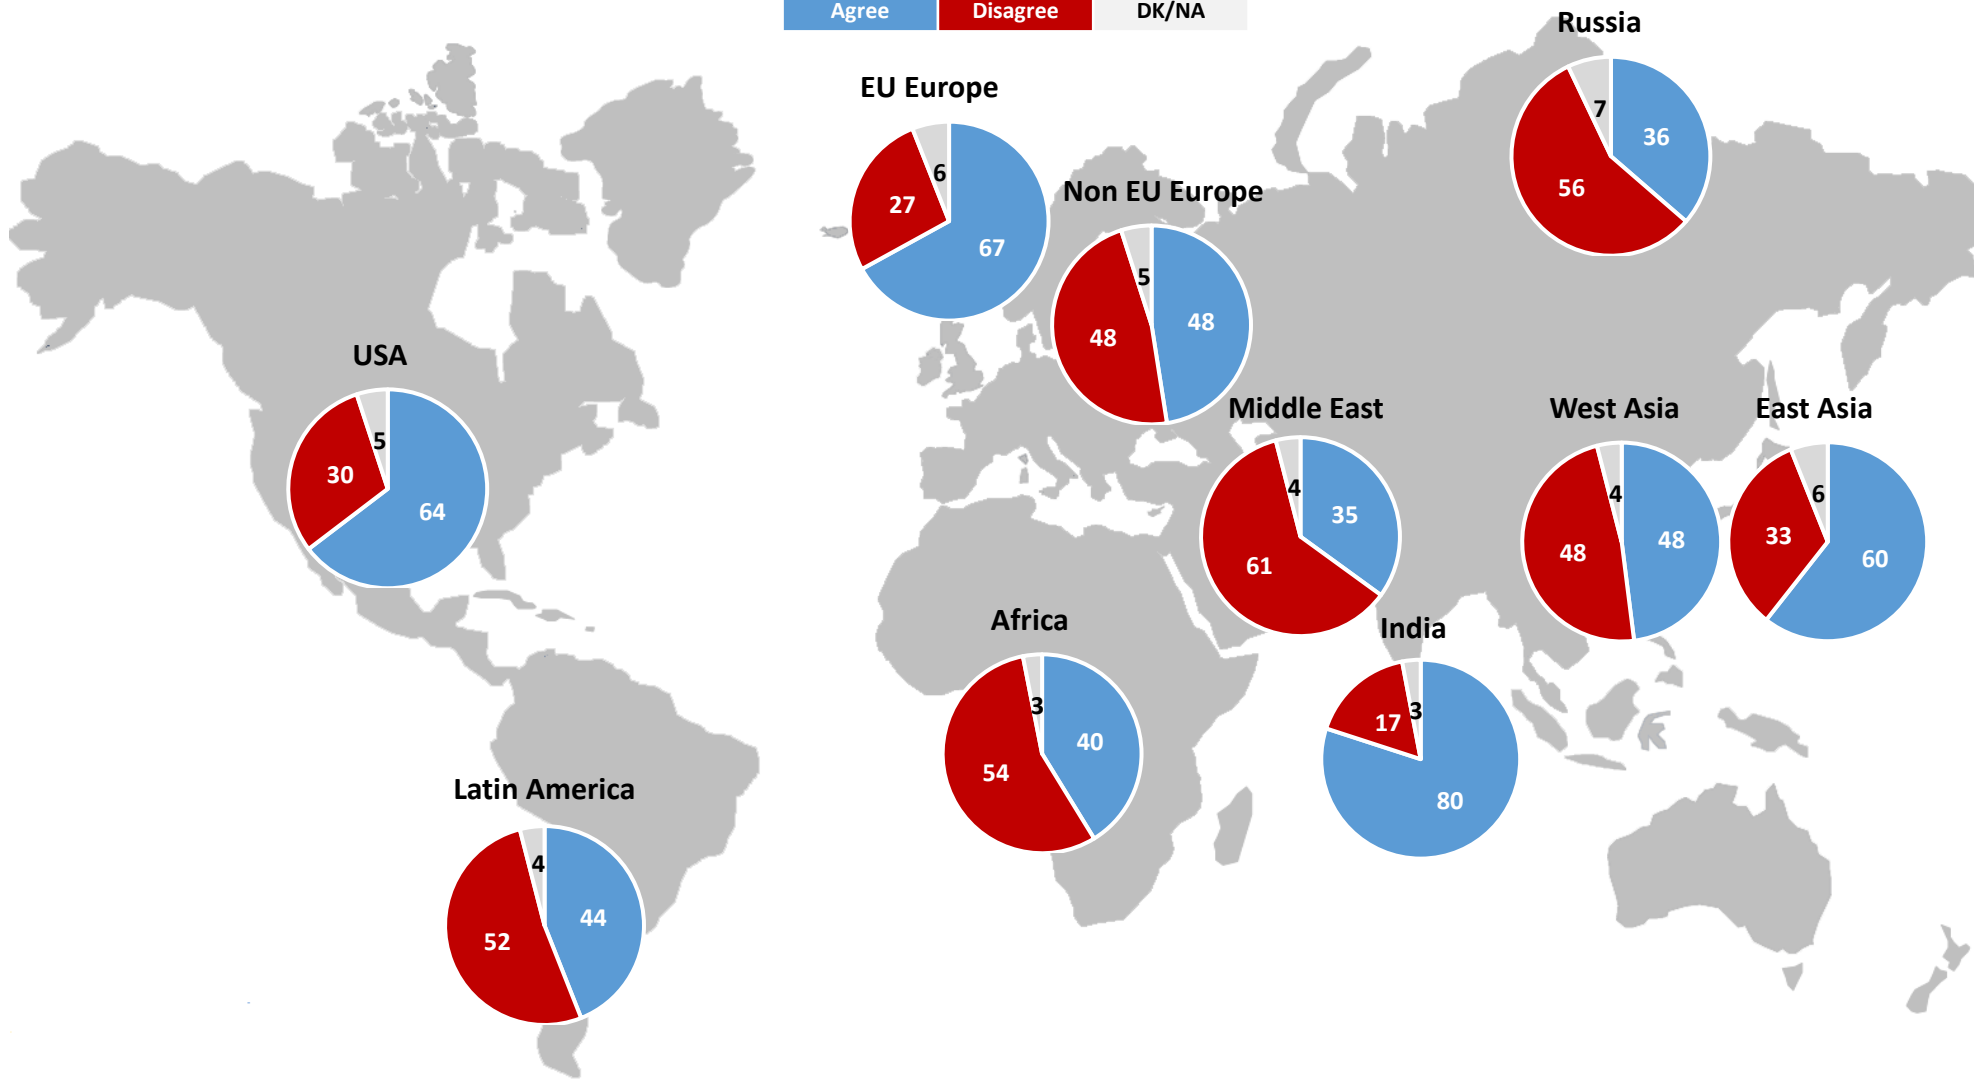 Agree Disagree DK/NA
Russia
7
36
56
EU Europe
6
27
67
Non EU Europe
5
48
48
USA
5
30
64
Middle East
4
35
61
West Asia
4
48
48
East Asia
6
33
60
Africa
3
40
54
India
3
17
80
Latin America
4
44
52